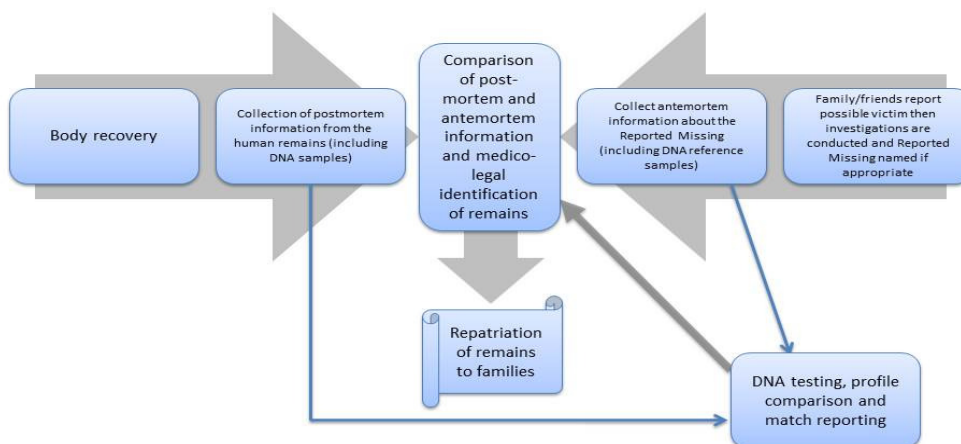 Body recovery
Collection of postmortem
information from the
human remains (including
DNA samples)
Comparison
of post-
mortem and
antemortem
information
and medico-
legal
identification
of remains
Collect antemortem
information about the
Reported Missing
(including DNA reference
samples)
Family/friends report
possible victim then
investigations are
conducted and Reported
Missing named if
appropriate
Repatriation
of remains
to families
DNA testing, profile
comparison and
match reporting